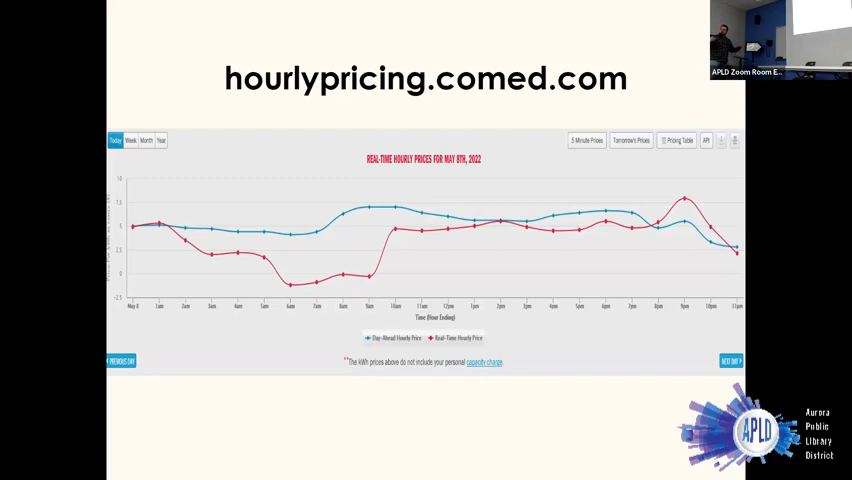 hourlypricing.comed.com
APLD Zoom Room E...
Today Week Month Year
5 Minute Prices Tomorrow's Prices Pricing Table API
REAL-TIME HOURLY PRICES FOR MAY 8TH, 2022
10
7.5
5
2.5
0
-2.5
May 8 1am 2am 3am 4am 5am 6am 7am 8am 9am 10am 11am 12pm 1pm 2pm 3pm 4pm 5pm 6pm 7pm 8pm 9pm 10pm 11pm
Time (Hour Ending)
Day-Ahead Hourly Price Real-Time Hourly Price
PREVIOUS DAY
**The kWh prices above do not include your personal capacity charge.
NEXT DAY
APLD
Aurora
Public
Library
District